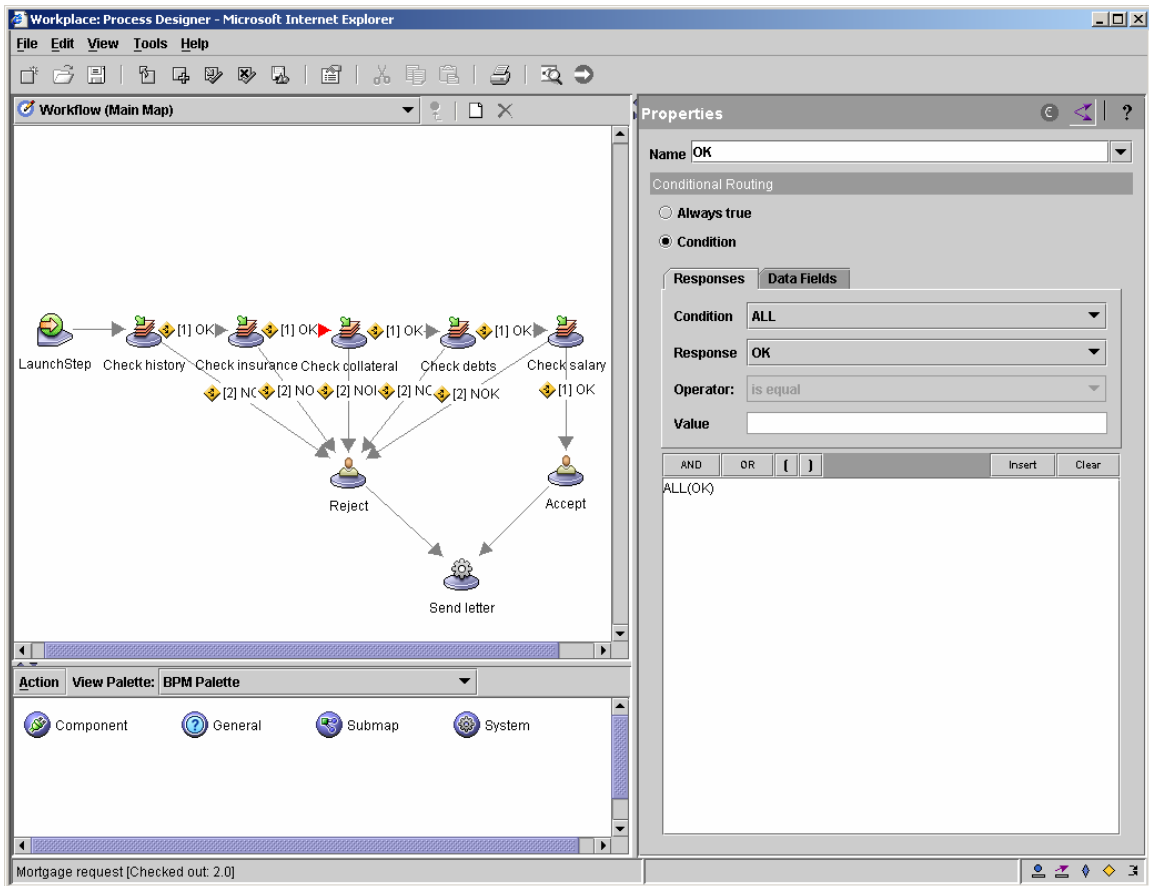 Workplace: Process Designer - Microsoft Internet Explorer
File Edit View Tools Help
Workflow (Main Map)
LaunchStep
Check history
Check insurance
Check collateral
Check debts
Check salary
[1] OK
[1] OK
[1] OK
[1] OK
[2] NO
[2] NO
[2] NOK
[1] OK
Reject
Accept
Send letter
Action View Palette: BPM Palette
Component
General
Submap
System
Mortgage request [Checked out: 2.0]
Properties
?
Name OK
Conditional Routing
Always true
Condition
Responses Data Fields
Condition ALL
Response OK
Operator: is equal
Value
AND OR ( ) Insert Clear
ALL(OK)